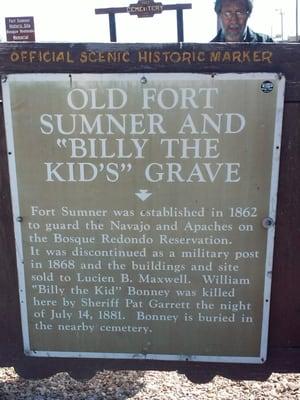 CEMETERY
Fort Sumner
Historic Site
Bosque Redondo
Memorial
OFFICIAL SCENIC HISTORIC MARKER
OLD FORT
SUMNER AND
"BILLY THE
KID'S" GRAVE
Fort Sumner was established in 1862
to guard the Navajo and Apaches on
the Bosque Redondo Reservation.
It was discontinued as a military post
in 1868 and the buildings and site
sold to Lucien B. Maxwell. William
"Billy the Kid" Bonney was killed
here by Sheriff Pat Garrett the night
of July 14, 1881. Bonney is buried in
the nearby cemetery.